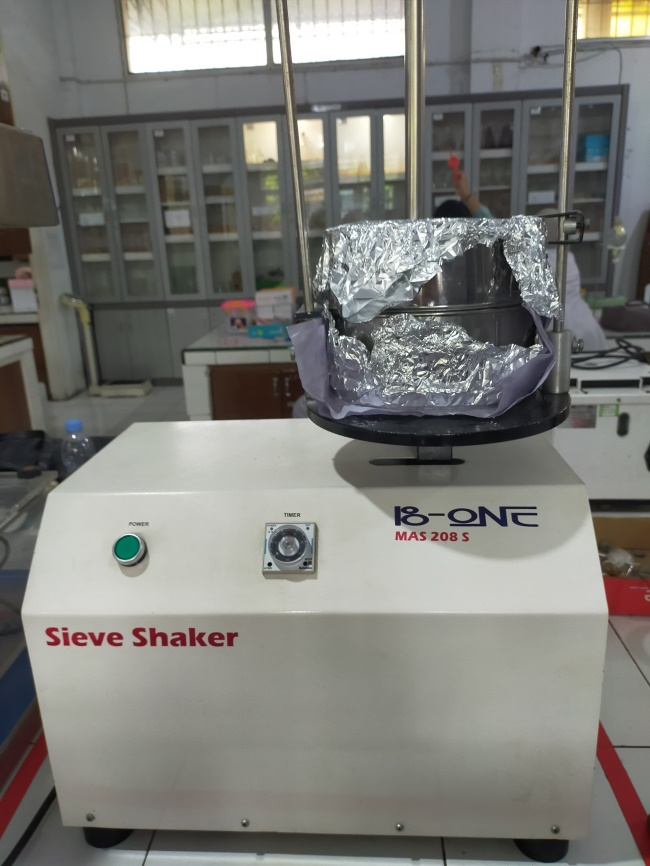 POWER
TIMER
B-ONE
MAS 208 S
Sieve Shaker